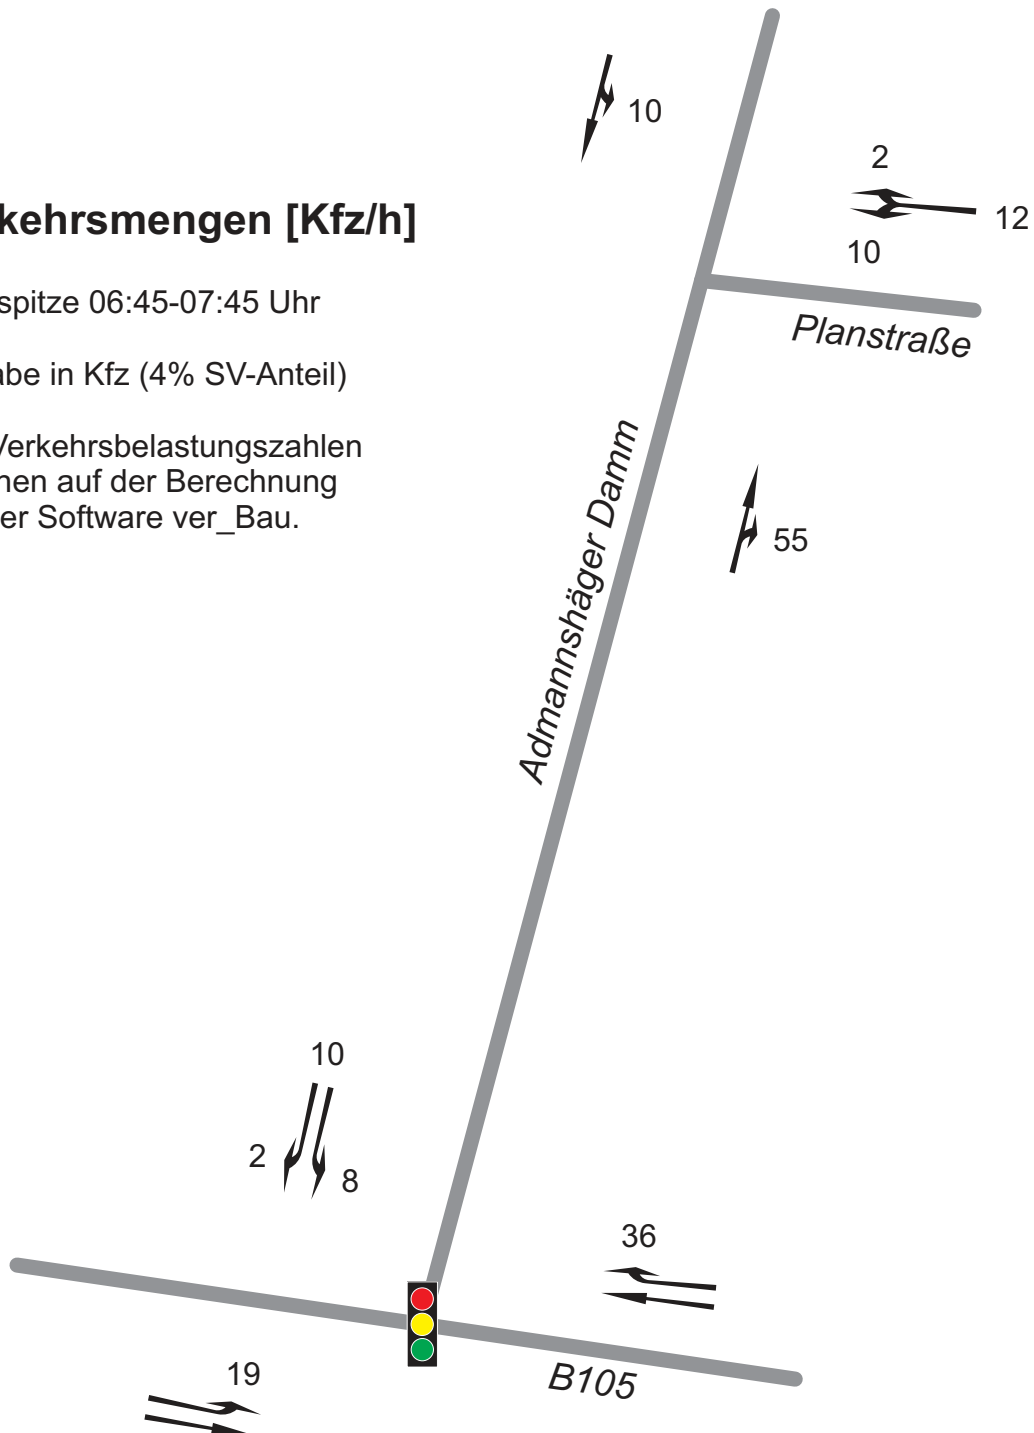 kehrsmengen [Kfz/h]
spitze 06:45-07:45 Uhr
abe in Kfz (4% SV-Anteil)
Verkehrsbelastungszahlen
nen auf der Berechnung
er Software ver_Bau.
10
2
12
10
Planstraße
Admannshäger Damm
55
10
2
8
36
B105
19